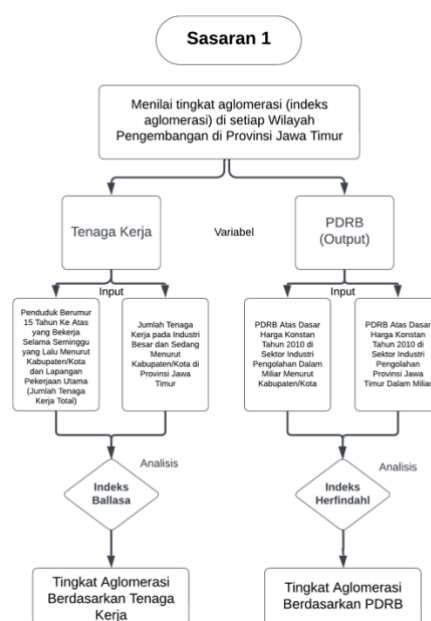 Sasaran 1
Menilai tingkat aglomerasi (indeks
aglomerasi) di setiap Wilayah
Pengembangan di Provinsi Jawa Timur
Tenaga Kerja
Variabel
PDRB
(Output)
Input
Input
Penduduk Berumur
15 Tahun Ke Atas
yang Bekerja
Selama Seminggu
yang Lalu Menurut
Kabupaten/Kota
dan Lapangan
Pekerjaan Utama
(Jumlah Tenaga
Kerja Total)
Jumlah Tenaga
Kerja pada Industri
Besar dan Sedang
Menurut
Kabupaten/Kota di
Provinsi Jawa
Timur
PDRB Atas Dasar
Harga Konstan
Tahun 2010 di
Sektor Industri
Pengolahan Dalam
Miliar Menurut
Kabupaten/Kota
PDRB Atas Dasar
Harga Konstan
Tahun 2010 di
Sektor Industri
Pengolahan
Provinsi Jawa
Timur Dalam Miliar
Analisis
Analisis
Indeks
Ballasa
Indeks
Herfindahl
Tingkat Aglomerasi
Berdasarkan Tenaga
Kerja
Tingkat Aglomerasi
Berdasarkan PDRB